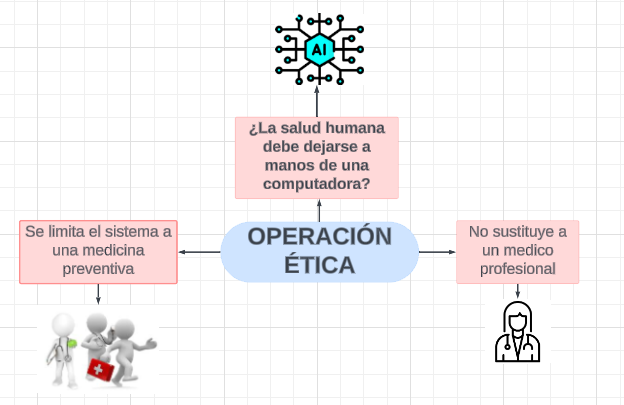 AI
¿La salud humana
debe dejarse a
manos de una
computadora?
Se limita el sistema a
una medicina
preventiva
OPERACIÓN
ÉTICA
No sustituye a
un medico
profesional